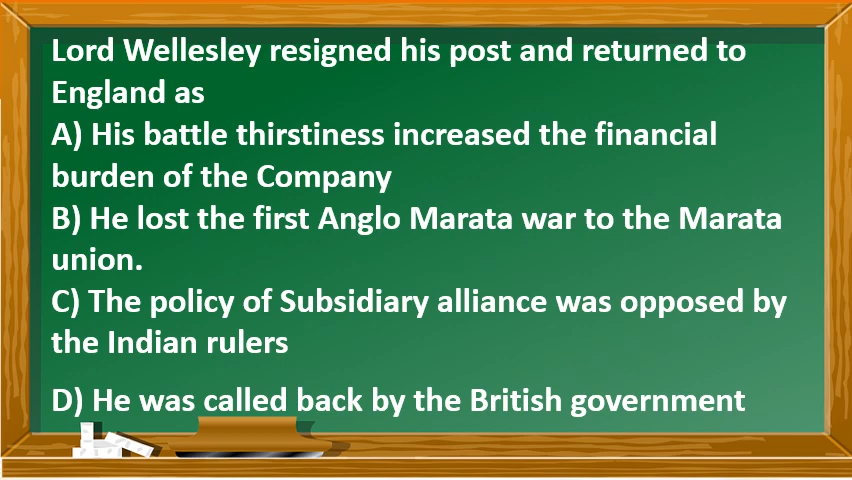 Lord Wellesley resigned his post and returned to
England as
A) His battle thirstiness increased the financial
burden of the Company
B) He lost the first Anglo Marata war to the Marata
union.
C) The policy of Subsidiary alliance was opposed by
the Indian rulers
D) He was called back by the British government